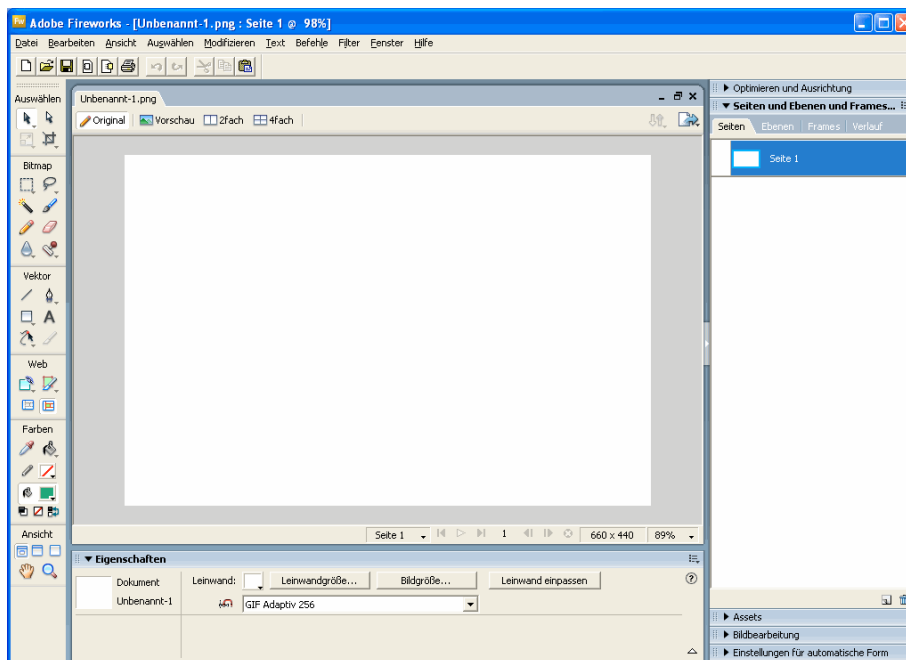 Adobe Fireworks - [Unbenannt-1.png : Seite 1 @ 98%]
Datei Bearbeiten Ansicht Auswählen Modifizieren Text Befehle Filter Fenster Hilfe
Auswählen
Bitmap
Vektor
Web
Farben
Ansicht
Unbenannt-1.png
Original Vorschau 2fach 4fach
Seite 1 1 660 x 440 89%
Eigenschaften
Dokument Leinwand: Leinwandgröße... Bildgröße... Leinwand einpassen
Unbenannt-1 GIF Adaptiv 256
Optimieren und Ausrichtung
Seiten und Ebenen und Frames...
Seiten Ebenen Frames Verlauf
Seite 1
Assets
Bildbearbeitung
Einstellungen für automatische Form